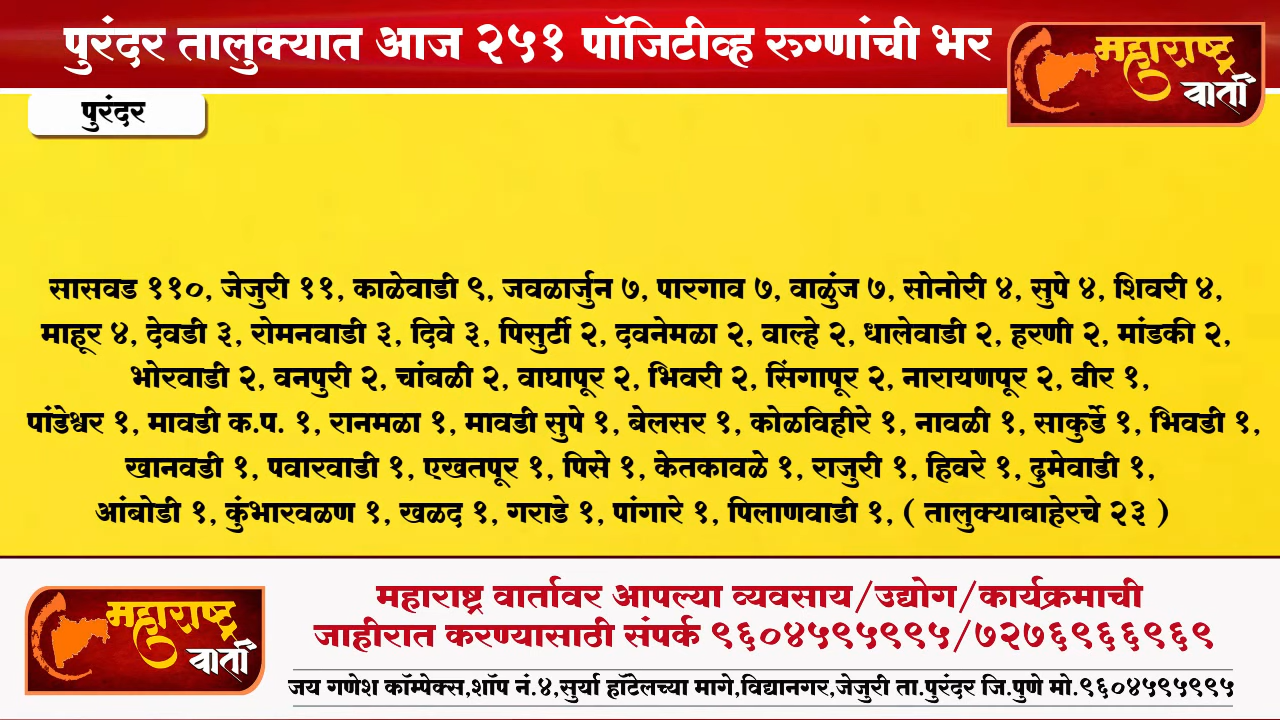 पुरंदर तालुक्यात आज २५१ पॉजिटीव्ह रुग्णांची भर
महाराष्ट्र
वार्ता
पुरंदर
सासवड ११०, जेजुरी ११, काळेवाडी ९, जवळार्जुन ७, पारगाव ७, वाळुंज ७, सोनोरी ४, सुपे ४, शिवरी ४,
माहूर ४, देवडी ३, रोमनवाडी ३, दिवे ३, पिसुर्टी २, दवनेमळा २, वाल्हे २, धालेवाडी २, हरणी २, मांडकी २,
भोरवाडी २, वनपुरी २, चांबळी २, वाघापूर २, भिवरी २, सिंगापूर २, नारायणपूर २, वीर १,
पांडेश्वर १, मावडी क.प. १, रानमळा १, मावडी सुपे १, बेलसर १, कोळविहीरे १, नावळी १, साकुर्डे १, भिवडी १,
खानवडी १, पवारवाडी १, एखतपूर १, पिसे १, केतकावळे १, राजुरी १, हिवरे १, दुमेवाडी १,
आंबोडी १, कुंभारवळण १, खळद १, गराडे १, पांगारे १, पिलाणवाडी १, ( तालुक्याबाहेरचे २३ )
महाराष्ट्र
वार्ता
महाराष्ट्र वार्तावर आपल्या व्यवसाय/उद्योग/कार्यक्रमाची
जाहीरात करण्यासाठी संपर्क ९६०४५९५९९५/७२७६९६६९६९
जय गणेश कॉम्पेक्स,शॉप नं.४,सुर्या हॉटेलच्या मागे,विद्यानगर,जेजुरी ता.पुरंदर जि.पुणे मो.९६०४५९५९९५